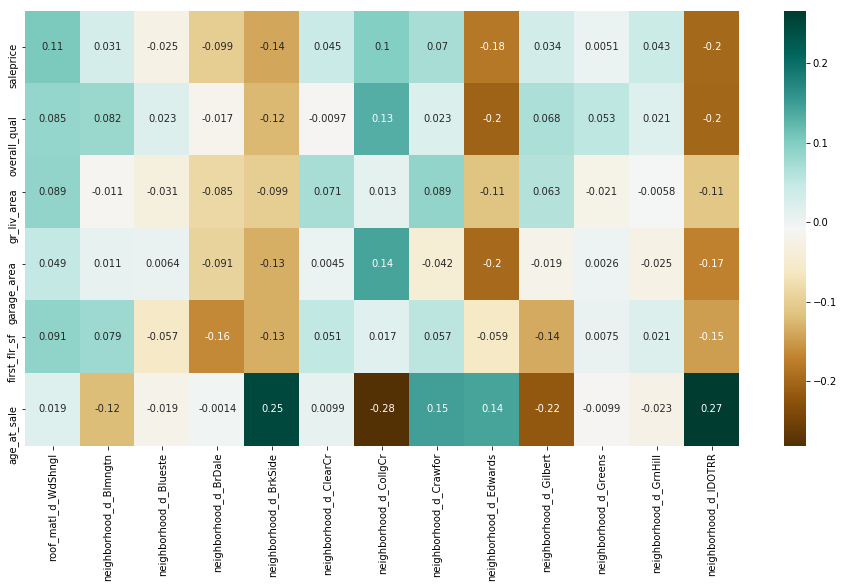 saleprice 0.11 0.031 -0.025 -0.099 -0.14 0.045 0.1 0.07 -0.18 0.034 0.0051 0.043 -0.2
overall_qual 0.085 0.082 0.023 -0.017 -0.12 -0.0097 0.13 0.023 -0.2 0.068 0.053 0.021 -0.2
gr_liv_area 0.089 -0.011 -0.031 -0.085 -0.099 0.071 0.013 0.089 -0.11 0.063 -0.021 -0.0058 -0.11
garage_area 0.049 0.011 0.0064 -0.091 -0.13 0.0045 0.14 -0.042 -0.2 -0.019 0.0026 -0.025 -0.17
first_flr_sf 0.091 0.079 -0.057 -0.16 -0.13 0.051 0.017 0.057 -0.059 -0.14 0.0075 0.021 -0.15
age_at_sale 0.019 -0.12 -0.019 -0.0014 0.25 0.0099 -0.28 0.15 0.14 -0.22 -0.0099 -0.023 0.27
roof_matl_d_WdShngl
neighborhood_d_Blmngtn
neighborhood_d_Blueste
neighborhood_d_BrDale
neighborhood_d_BrkSide
neighborhood_d_ClearCr
neighborhood_d_CollgCr
neighborhood_d_Crawfor
neighborhood_d_Edwards
neighborhood_d_Gilbert
neighborhood_d_Greens
neighborhood_d_GrnHill
neighborhood_d_IDOTRR
0.2
0.1
0.0
−0.1
−0.2